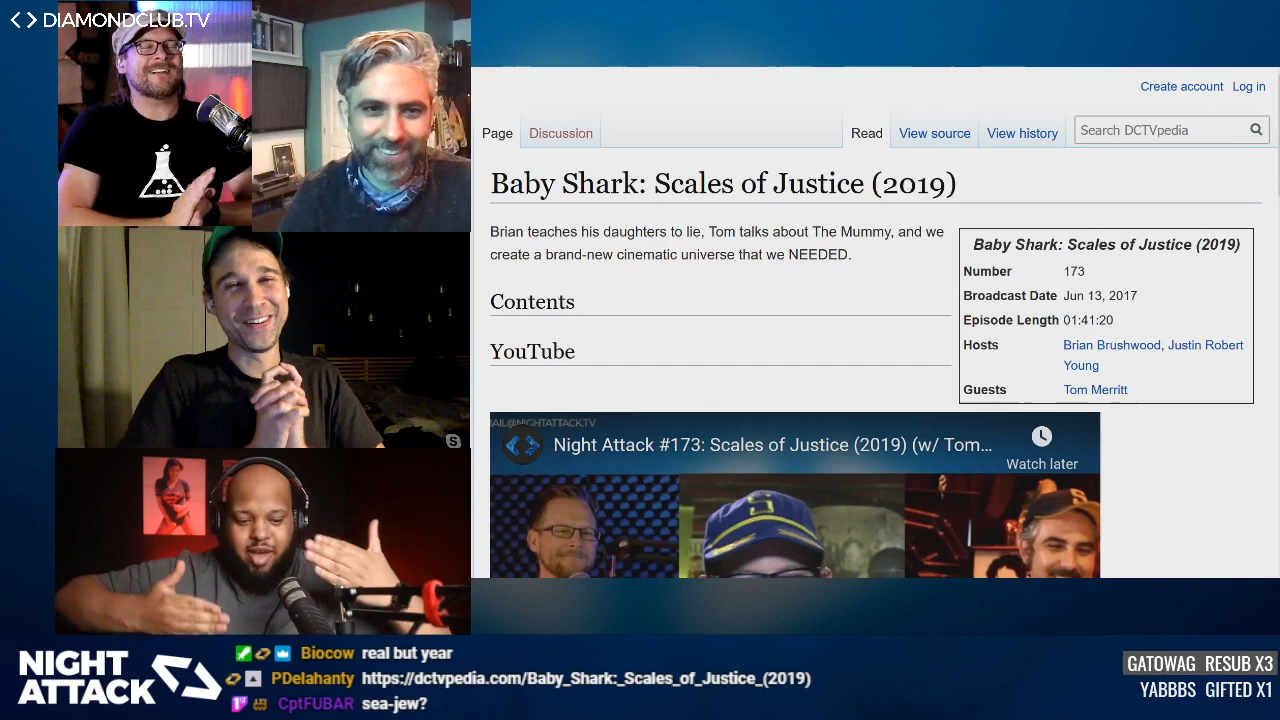 DIAMONDCLUB.TV
Create account Log in
Page Discussion Read View source View history Search DCTVpedia
Baby Shark: Scales of Justice (2019)
Brian teaches his daughters to lie, Tom talks about The Mummy, and we
create a brand-new cinematic universe that we NEEDED.
Contents
YouTube
Baby Shark: Scales of Justice (2019)
Number 173
Broadcast Date Jun 13, 2017
Episode Length 01:41:20
Hosts Brian Brushwood, Justin Robert
Young
Guests Tom Merritt
AIL@NIGHTATTACK.TV
Night Attack #173: Scales of Justice (2019) (w/ Tom...
Watch later
S
NIGHT
ATTACK
Biocow real but year
PDelahanty https://dctvpedia.com/Baby_Shark:_Scales_of_Justice_(2019)
CptFUBAR sea-jew?
GATOWAG RESUB X3
YABBBS GIFTED X1